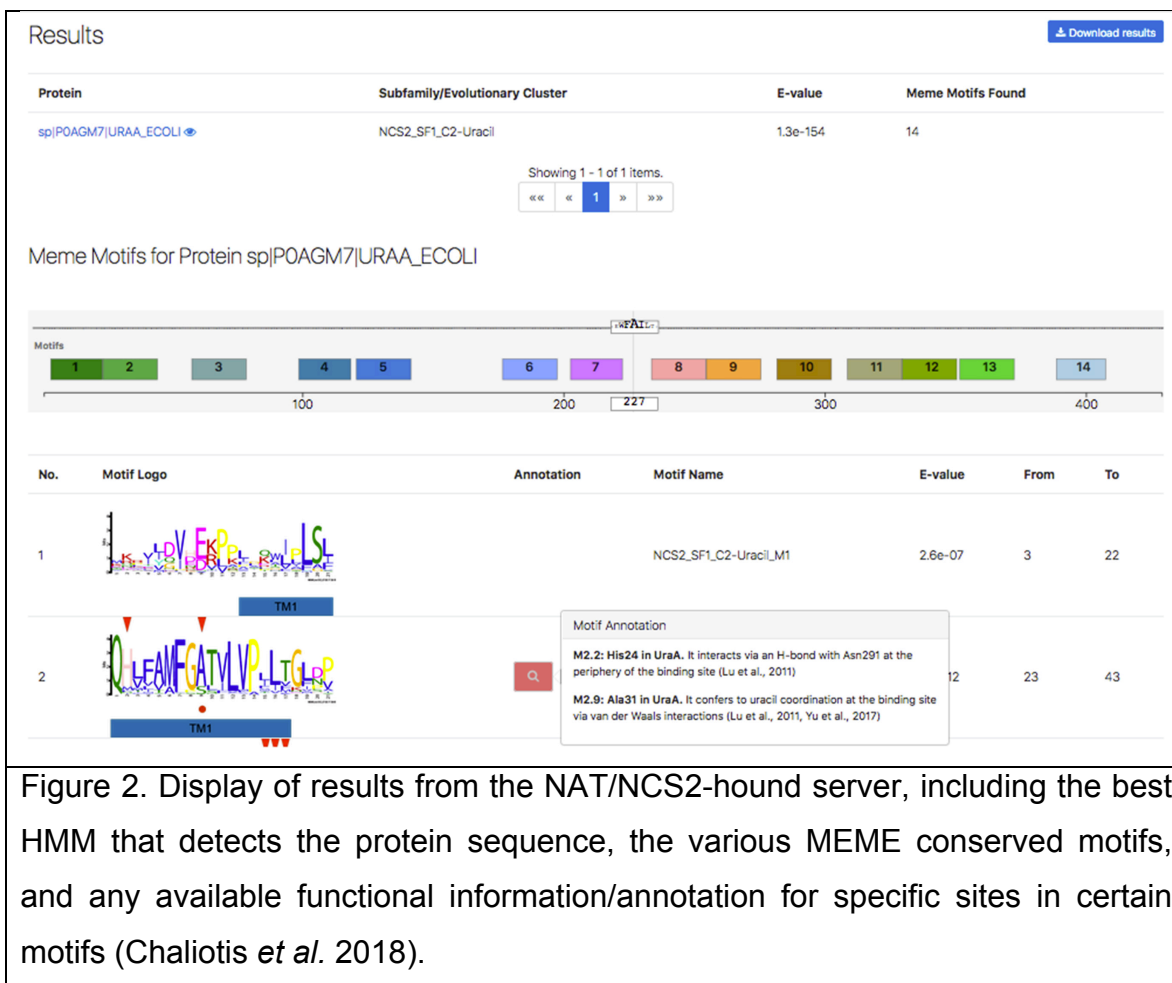 Results
Download results
Protein Subfamily/Evolutionary Cluster E-value Meme Motifs Found
sp|P0AGM7|URAA_ECOLI NCS2_SF1_C2-Uracil 1.3e-154 14
Showing 1 - 1 of 1 items.
«« « 1 » »»
Meme Motifs for Protein sp|P0AGM7|URAA_ECOLI
WFAIL
Motifs
1 2 3 4 5 6 7 8 9 10 11 12 13 14
100 200 227 300 400
No. Motif Logo Annotation Motif Name E-value From To
1 NCS2_SF1_C2-Uracil_M1 2.6e-07 3 22
TM1
Motif Annotation
M2.2: His24 in UraA. It interacts via an H-bond with Asn291 at the
periphery of the binding site (Lu et al., 2011)
2 12 23 43
M2.9: Ala31 in UraA. It confers to uracil coordination at the binding site
via van der Waals interactions (Lu et al., 2011, Yu et al., 2017)
TM1
Figure 2. Display of results from the NAT/NCS2-hound server, including the best
HMM that detects the protein sequence, the various MEME conserved motifs,
and any available functional information/annotation for specific sites in certain
motifs (Chaliotis et al. 2018).